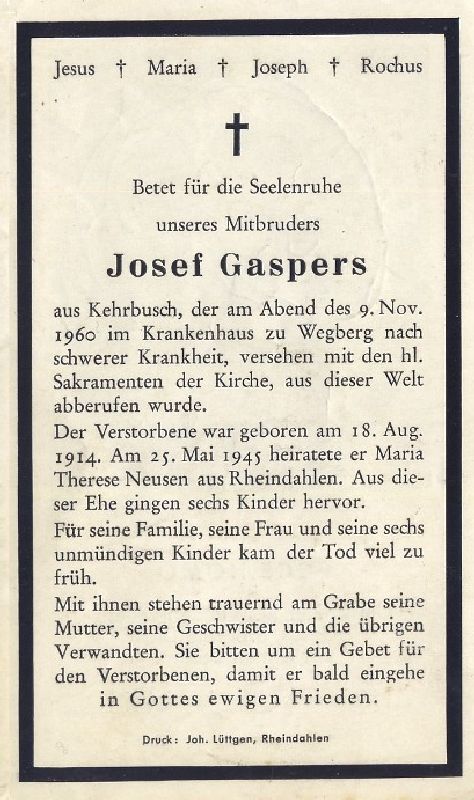 Jesus † Maria † Joseph † Rochus
✝
Betet für die Seelenruhe
unseres Mitbruders
Josef Gaspers
aus Kehrbusch, der am Abend des 9. Nov.
1960 im Krankenhaus zu Wegberg nach
schwerer Krankheit, versehen mit den hl.
Sakramenten der Kirche, aus dieser Welt
abberufen wurde.
Der Verstorbene war geboren am 18. Aug.
1914. Am 25. Mai 1945 heiratete er Maria
Therese Neusen aus Rheindahlen. Aus die-
ser Ehe gingen sechs Kinder hervor.
Für seine Familie, seine Frau und seine sechs
unmündigen Kinder kam der Tod viel zu
früh.
Mit ihnen stehen trauernd am Grabe seine
Mutter, seine Geschwister und die übrigen
Verwandten. Sie bitten um ein Gebet für
den Verstorbenen, damit er bald eingehe
in Gottes ewigen Frieden.
Druck: Joh. Lüttgen, Rheindahlen